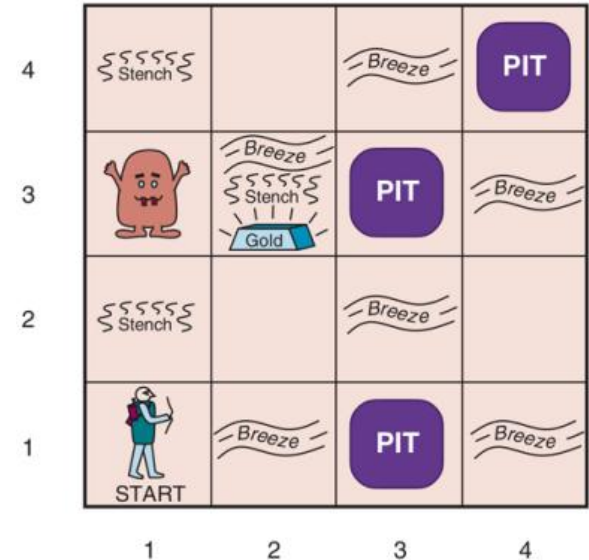 4
Stench
Breeze
PIT
3
Breeze
Stench
Gold
PIT
Breeze
2
Stench
Breeze
1
START
Breeze
PIT
Breeze
1 2 3 4